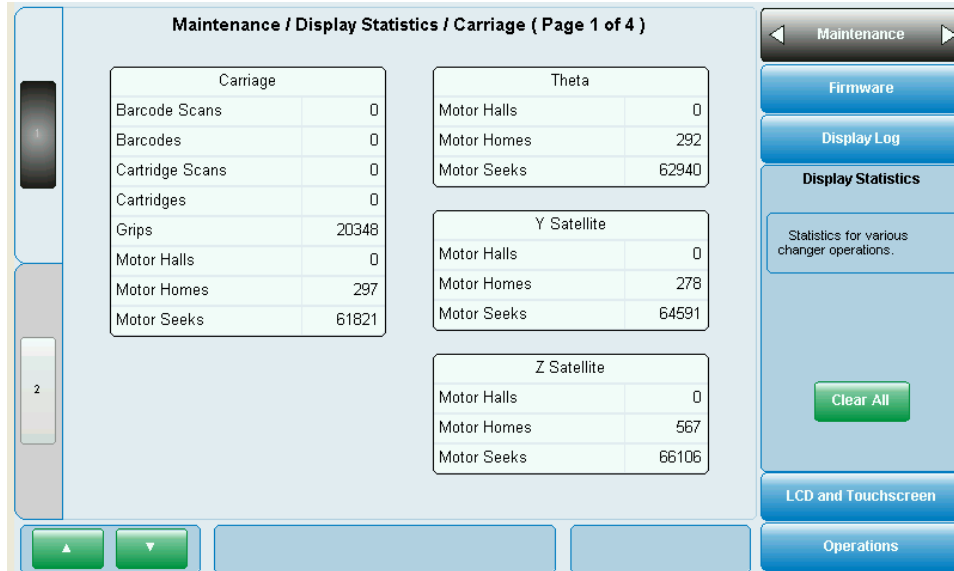 Maintenance / Display Statistics / Carriage ( Page 1 of 4 )
1
2
Carriage
Barcode Scans 0
Barcodes 0
Cartridge Scans 0
Cartridges 0
Grips 20348
Motor Halls 0
Motor Homes 297
Motor Seeks 61821
Theta
Motor Halls 0
Motor Homes 292
Motor Seeks 62940
Y Satellite
Motor Halls 0
Motor Homes 278
Motor Seeks 64591
Z Satellite
Motor Halls 0
Motor Homes 567
Motor Seeks 66106
Maintenance
Firmware
Display Log
Display Statistics
Statistics for various
changer operations.
Clear All
LCD and Touchscreen
Operations